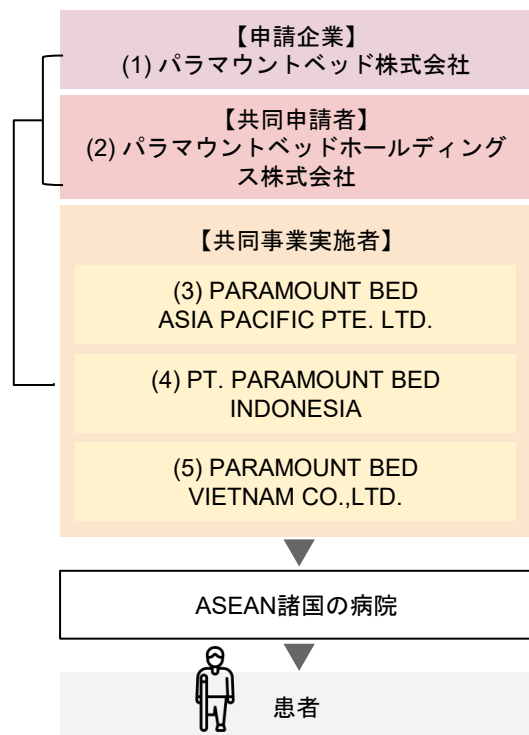 【申請企業】
(1) パラマウントベッド株式会社
【共同申請者】
(2) パラマウントベッドホールディング
ス株式会社
【共同事業実施者】
(3) PARAMOUNT BED
ASIA PACIFIC PTE. LTD.
(4) PT. PARAMOUNT BED
INDONESIA
(5) PARAMOUNT BED
VIETNAM CO.,LTD.
ASEAN諸国の病院
患者